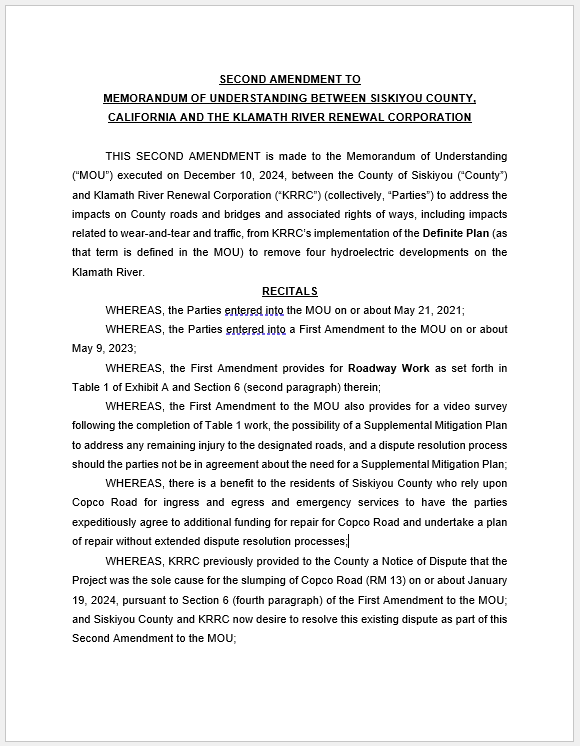 SECOND AMENDMENT TO
MEMORANDUM OF UNDERSTANDING BETWEEN SISKIYOU COUNTY,
CALIFORNIA AND THE KLAMATH RIVER RENEWAL CORPORATION
THIS SECOND AMENDMENT is made to the Memorandum of Understanding
(“MOU”) executed on December 10, 2024, between the County of Siskiyou (“County”)
and Klamath River Renewal Corporation (“KRRC”) (collectively, “Parties”) to address the
impacts on County roads and bridges and associated rights of ways, including impacts
related to wear-and-tear and traffic, from KRRC’s implementation of the Definite Plan (as
that term is defined in the MOU) to remove four hydroelectric developments on the
Klamath River.
RECITALS
WHEREAS, the Parties entered into the MOU on or about May 21, 2021;
WHEREAS, the Parties entered into a First Amendment to the MOU on or about
May 9, 2023;
WHEREAS, the First Amendment provides for Roadway Work as set forth in
Table 1 of Exhibit A and Section 6 (second paragraph) therein;
WHEREAS, the First Amendment to the MOU also provides for a video survey
following the completion of Table 1 work, the possibility of a Supplemental Mitigation Plan
to address any remaining injury to the designated roads, and a dispute resolution process
should the parties not be in agreement about the need for a Supplemental Mitigation Plan;
WHEREAS, there is a benefit to the residents of Siskiyou County who rely upon
Copco Road for ingress and egress and emergency services to have the parties
expeditiously agree to additional funding for repair for Copco Road and undertake a plan
of repair without extended dispute resolution processes;
WHEREAS, KRRC previously provided to the County a Notice of Dispute that the
Project was the sole cause for the slumping of Copco Road (RM 13) on or about January
19, 2024, pursuant to Section 6 (fourth paragraph) of the First Amendment to the MOU;
and Siskiyou County and KRRC now desire to resolve this existing dispute as part of this
Second Amendment to the MOU;